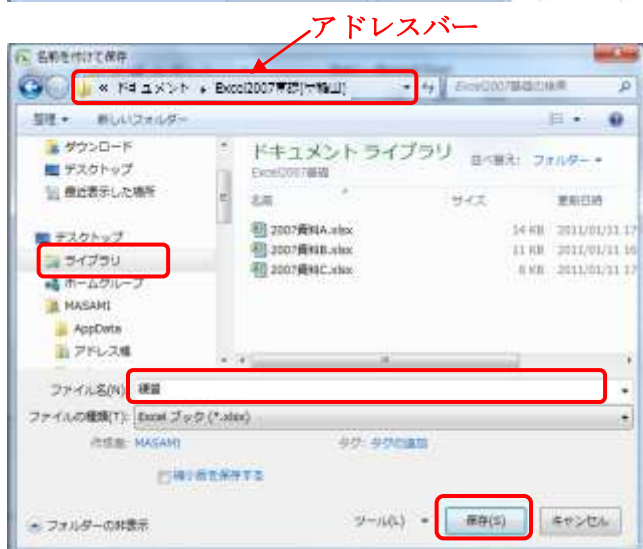 アドレスバー
名前を付けて保存
« ドキュメント ▸ Excel2007
整理 新しいフォルダー
ダウンロード
デスクトップ
最近表示した場所
デスクトップ
ライブラリ
ホームグループ
MASAMI
AppData
アドレス帳
ドキュメント ライブラリ
Excel2007基礎
並べ替え: フォルダー
名前 サイズ 更新日時
2007資料A.xlsx 14 KB 2011/01/11 17
2007資料B.xlsx 11 KB 2011/01/11 16
2007資料C.xlsx 8 KB 2011/01/11 17
ファイル名(N): 練習
ファイルの種類(T): Excel ブック (*.xlsx)
作成者: MASAMI タグ: タグの追加
縮小版を保存する
フォルダーの非表示 ツール(L) 保存(S) キャンセル